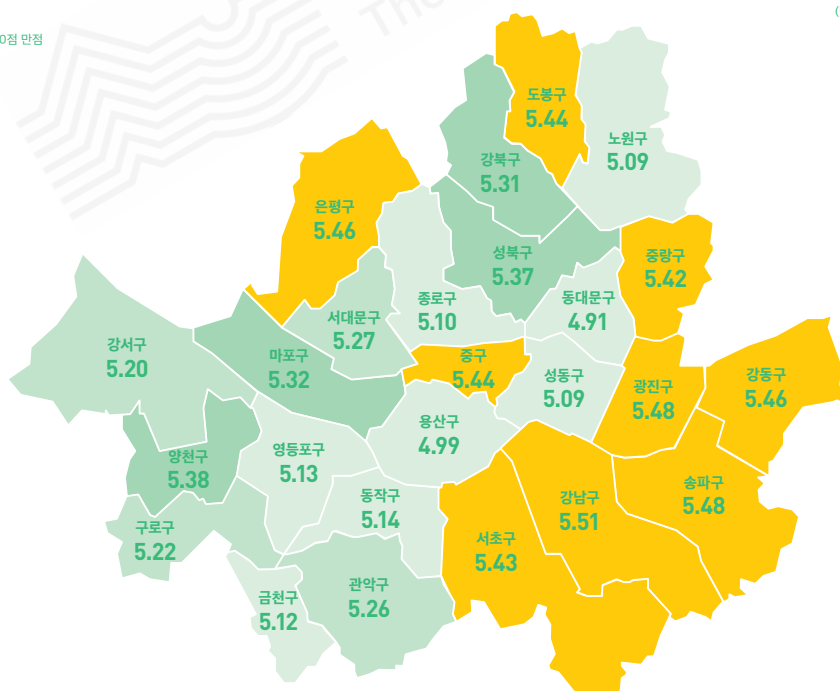 (
0점 만점
도봉구
5.44
노원구
5.09
강북구
5.31
은평구
5.46
성북구
5.37
중랑구
5.42
종로구
5.10
동대문구
4.91
서대문구
5.27
강서구
5.20
마포구
5.32
중구
5.44
성동구
5.09
광진구
5.48
강동구
5.46
용산구
4.99
양천구
5.38
영등포구
5.13
동작구
5.14
강남구
5.51
송파구
5.48
구로구
5.22
서초구
5.43
관악구
5.26
금천구
5.12